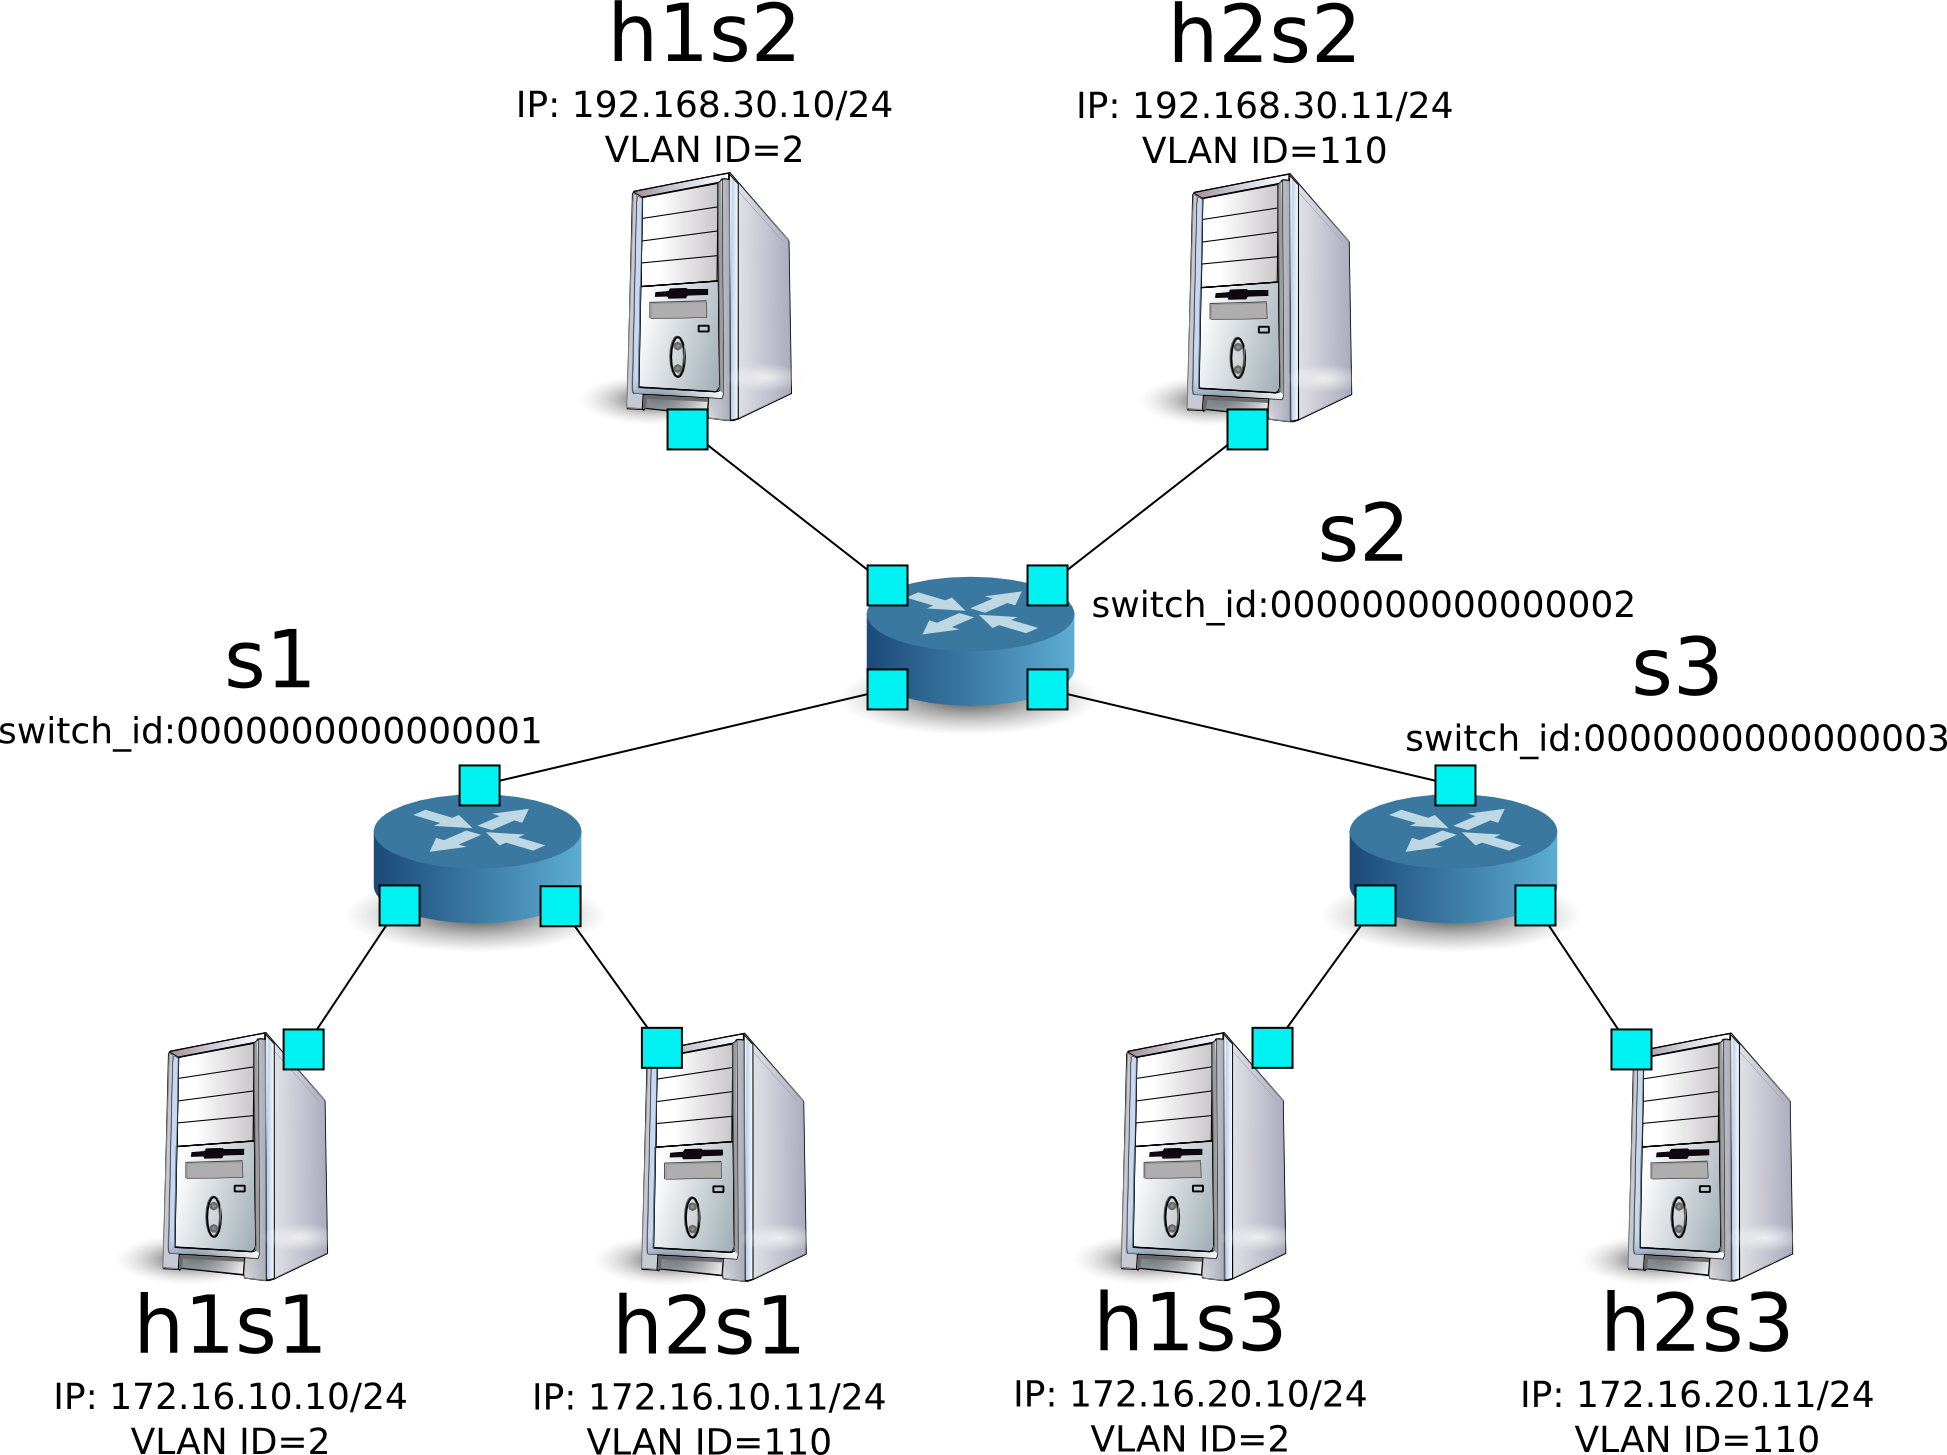 h1s2
IP: 192.168.30.10/24
VLAN ID=2
h2s2
IP: 192.168.30.11/24
VLAN ID=110
s2
switch_id:0000000000000002
s1
switch_id:0000000000000001
s3
switch_id:0000000000000003
h1s1
IP: 172.16.10.10/24
VLAN ID=2
h2s1
IP: 172.16.10.11/24
VLAN ID=110
h1s3
IP: 172.16.20.10/24
VLAN ID=2
h2s3
IP: 172.16.20.11/24
VLAN ID=110